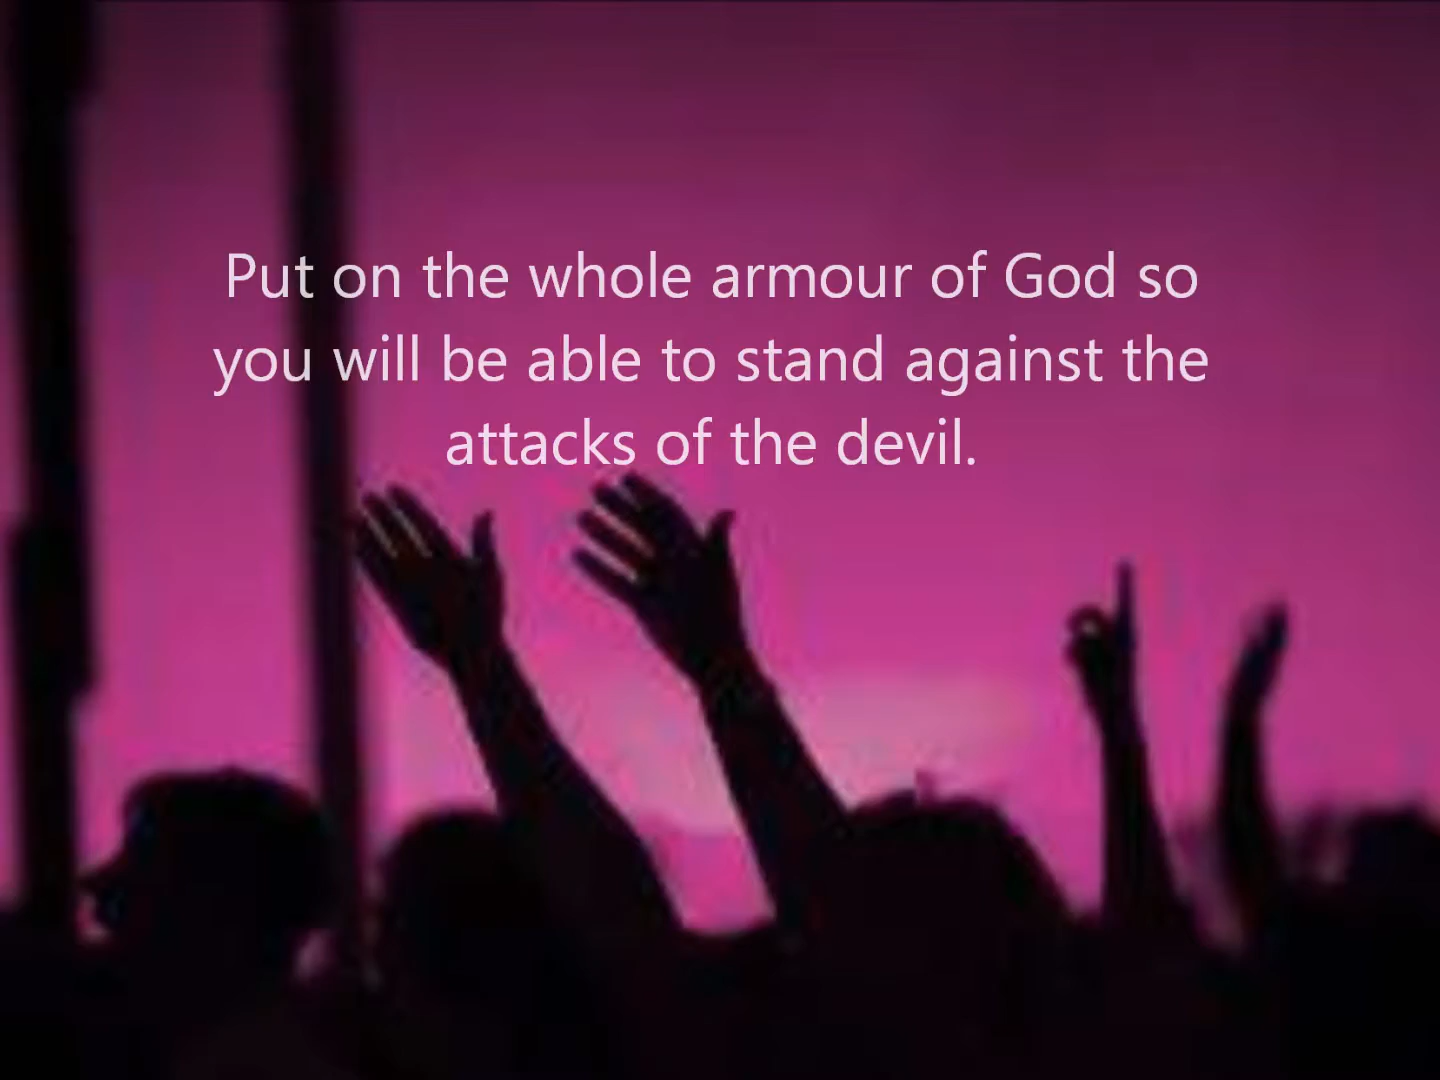 Put on the whole armour of God so
you will be able to stand against the
attacks of the devil.